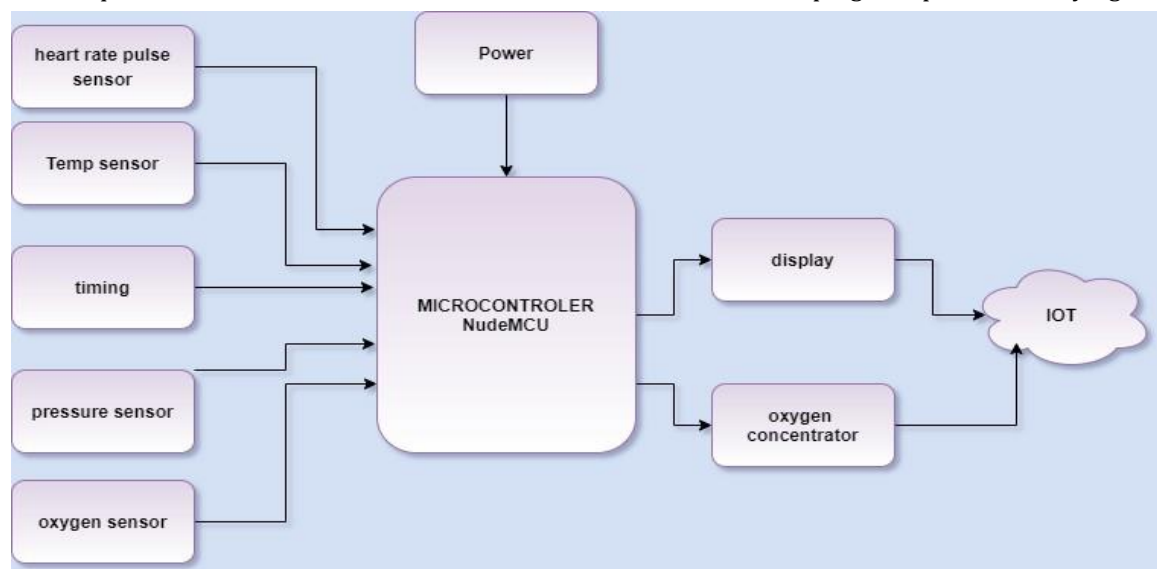 heart rate pulse
sensor
Power
Temp sensor
timing
pressure sensor
oxygen sensor
MICROCONTROLER
NudeMCU
display
oxygen
concentrator
IOT